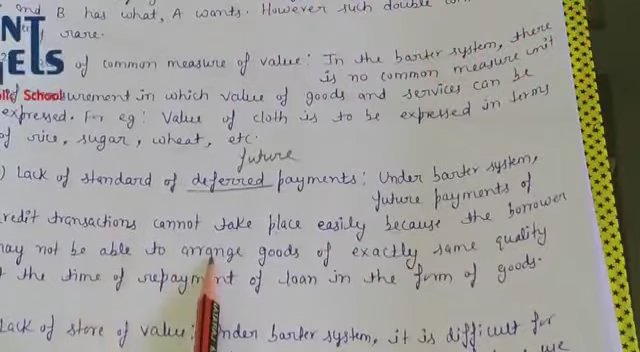 and B has what, A wants. However such double
rare.
of common measure of value: In the barter system, there
is no common measure unit
surement in which value of goods and services can be
expressed. For eg: Value of cloth is to be expressed in terms
of rice, sugar, wheat, etc.
future
) Lack of standard of deferred payments: Under barter system,
future payments of
credit transactions cannot take place easily because the borrower
may not be able to arrange goods of exactly same quality
t the time of repayment of loan in the form of goods.
Lack of store of value: Under barter system, it is difficult for
NT
ELS
School